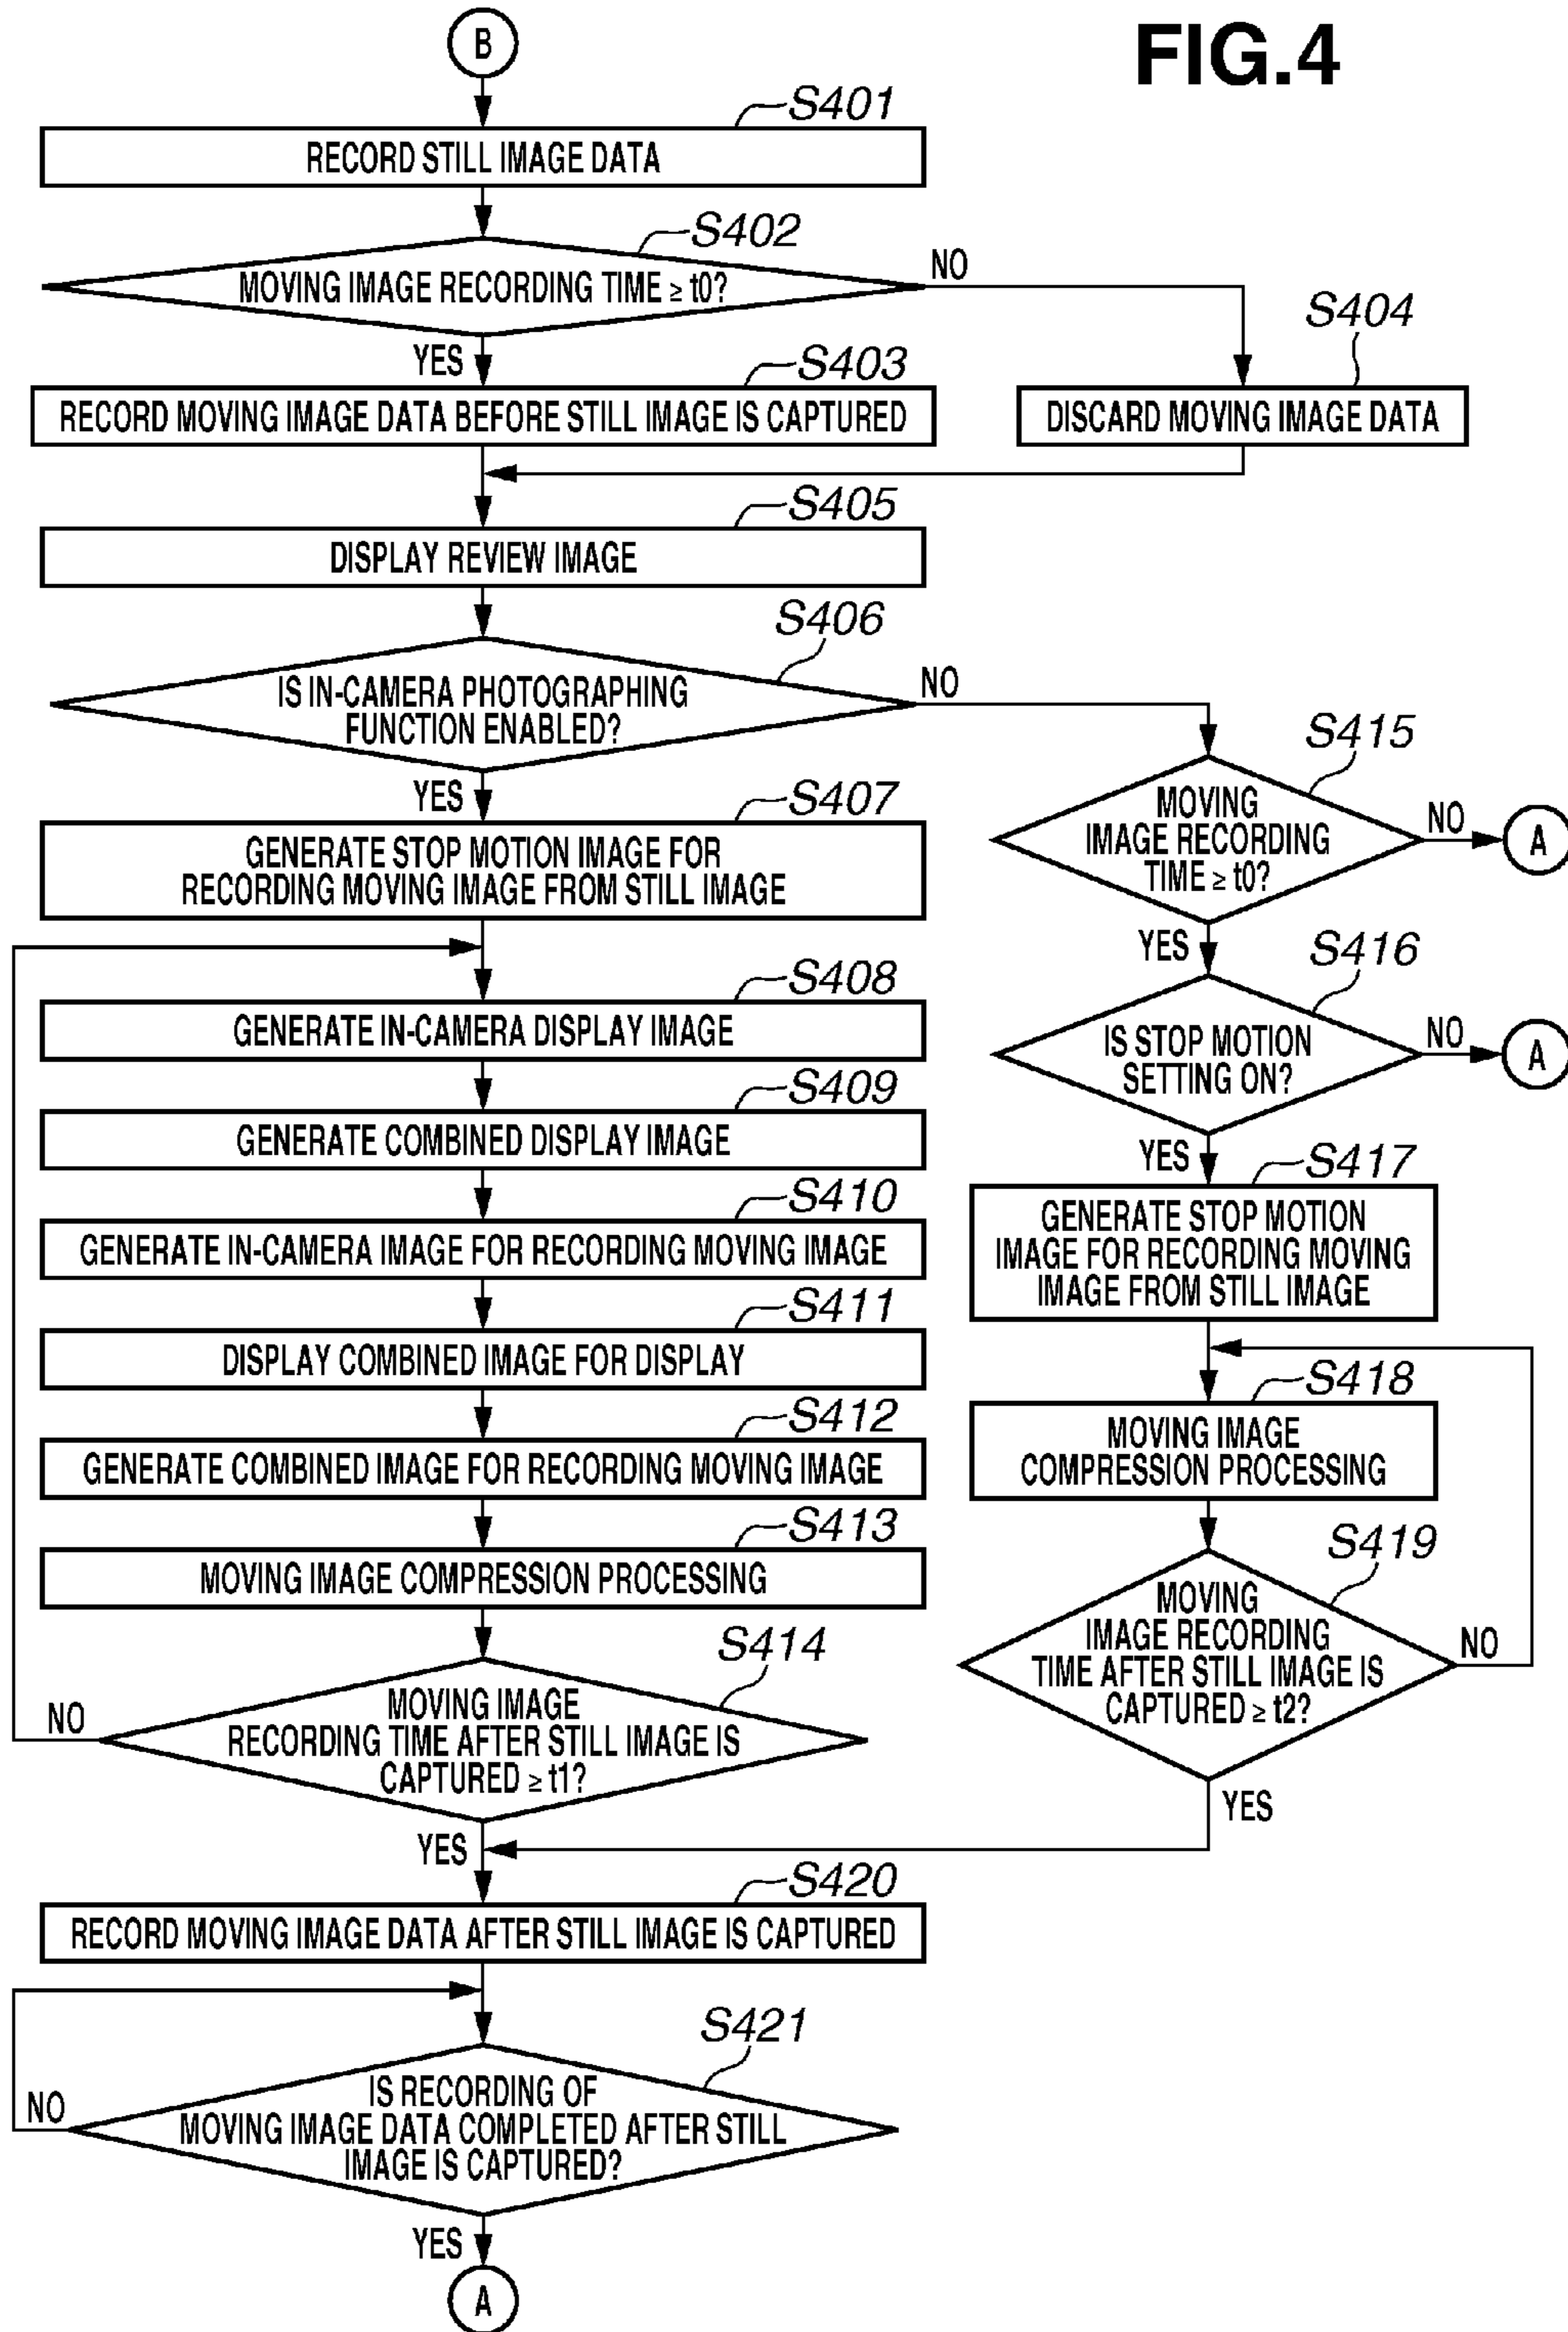 FIG.4
B
S401
RECORD STILL IMAGE DATA
S402
MOVING IMAGE RECORDING TIME ≥ t0?
NO
YES
S403
RECORD MOVING IMAGE DATA BEFORE STILL IMAGE IS CAPTURED
S404
DISCARD MOVING IMAGE DATA
S405
DISPLAY REVIEW IMAGE
S406
IS IN-CAMERA PHOTOGRAPHING
FUNCTION ENABLED?
NO
YES
S407
GENERATE STOP MOTION IMAGE FOR
RECORDING MOVING IMAGE FROM STILL IMAGE
S408
GENERATE IN-CAMERA DISPLAY IMAGE
S409
GENERATE COMBINED DISPLAY IMAGE
S410
GENERATE IN-CAMERA IMAGE FOR RECORDING MOVING IMAGE
S411
DISPLAY COMBINED IMAGE FOR DISPLAY
S412
GENERATE COMBINED IMAGE FOR RECORDING MOVING IMAGE
S413
MOVING IMAGE COMPRESSION PROCESSING
S414
MOVING IMAGE
RECORDING TIME AFTER STILL IMAGE IS
CAPTURED ≥ t1?
NO
YES
S415
MOVING
IMAGE RECORDING
TIME ≥ t0?
NO
A
YES
S416
IS STOP MOTION
SETTING ON?
NO
A
YES
S417
GENERATE STOP MOTION
IMAGE FOR RECORDING MOVING
IMAGE FROM STILL IMAGE
S418
MOVING IMAGE
COMPRESSION PROCESSING
S419
MOVING
IMAGE RECORDING
TIME AFTER STILL IMAGE IS
CAPTURED ≥ t2?
NO
YES
S420
RECORD MOVING IMAGE DATA AFTER STILL IMAGE IS CAPTURED
S421
IS RECORDING OF
MOVING IMAGE DATA COMPLETED AFTER STILL
IMAGE IS CAPTURED?
NO
YES
A